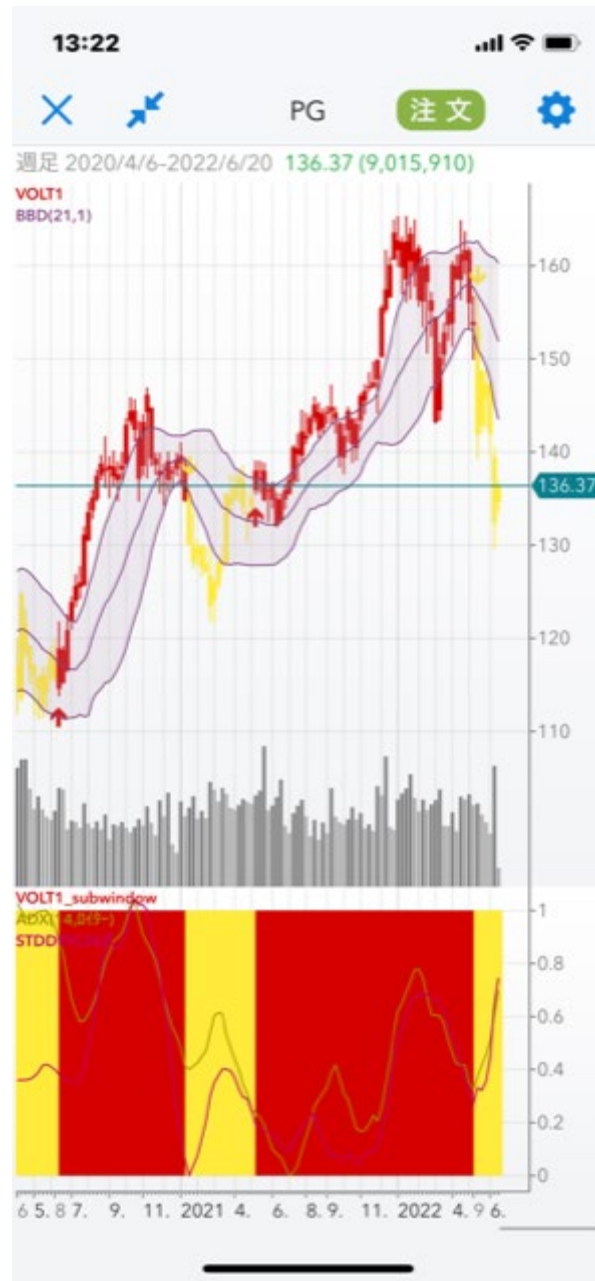 13:22
PG
注文
週足 2020/4/6-2022/6/20 136.37 (9,015,910)
VOLT1
BBD(21,1)
160
150
140
136.37
130
120
110
VOLT1_subwindow
1
0.8
0.6
0.4
0.2
0
6 5. 8 7. 9. 11. 2021 4. 6. 8. 9. 11. 2022 4. 9 6.